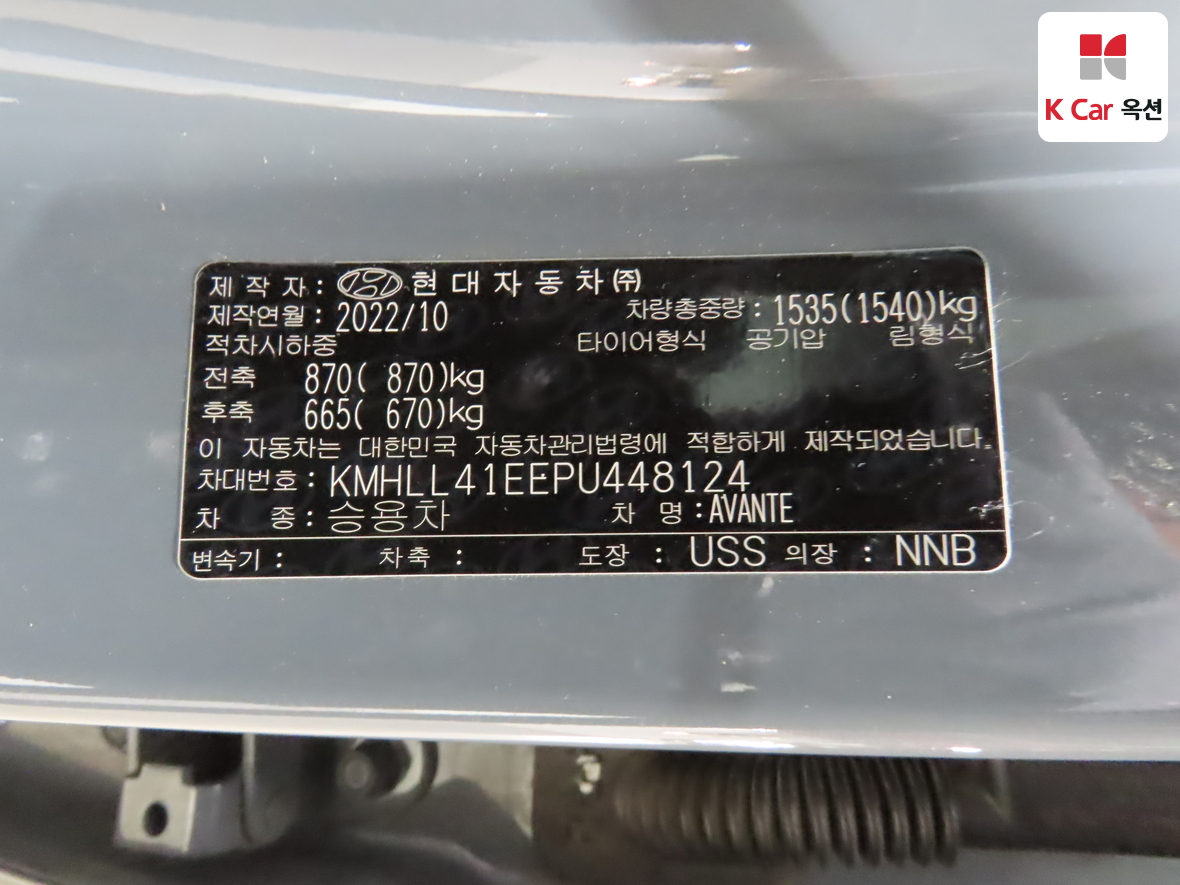 K Car 옥션
제 작 자 : 현 대 자 동 차 ㈜
제작연월 : 2022/10 차량총중량 : 1535(1540)kg
적차시하중 타이어형식 공기압 림형식
전축 870( 870)kg
후축 665( 670)kg
이 자동차는 대한민국 자동차관리법령에 적합하게 제작되었습니다.
차대번호 : KMHLL41EEPU448124
차 종 : 승용차 차 명 : AVANTE
변속기 : 차축 : 도장 : USS 의장 : NNB